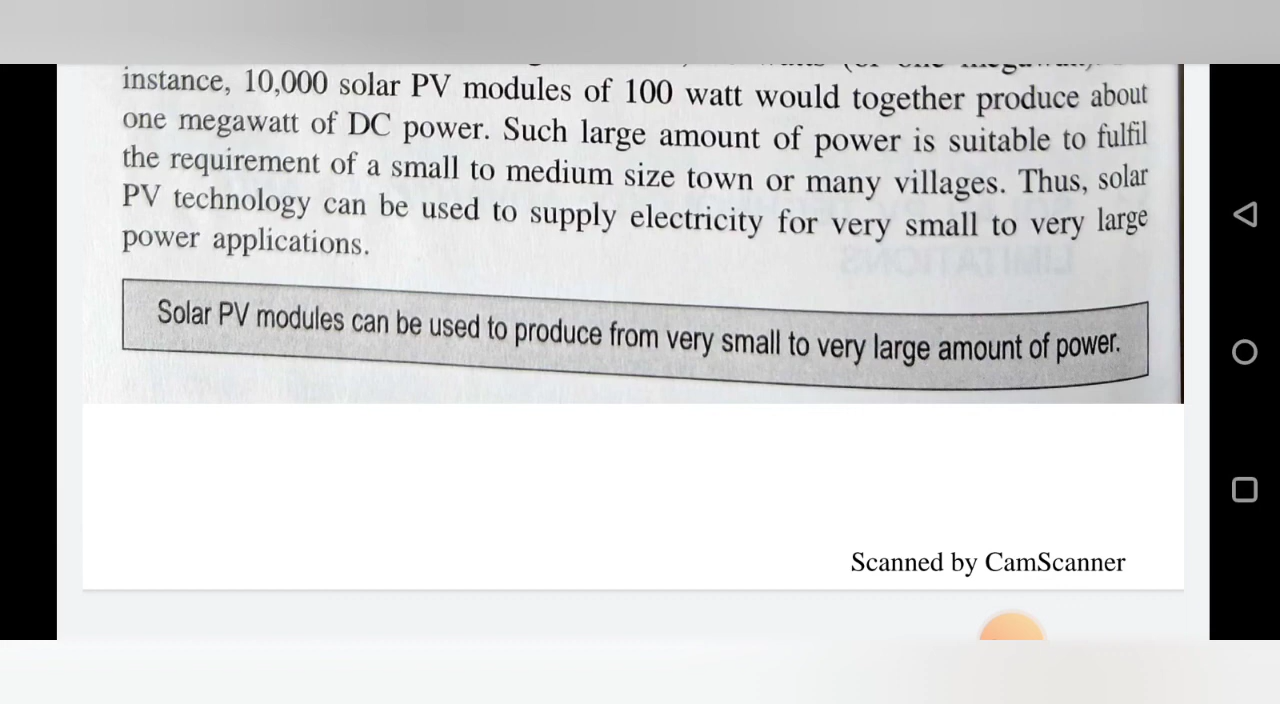 instance, 10,000 solar PV modules of 100 watt would together produce about
one megawatt of DC power. Such large amount of power is suitable to fulfil
the requirement of a small to medium size town or many villages. Thus, solar
PV technology can be used to supply electricity for very small to very large
power applications.
LIMITATIONS
Solar PV modules can be used to produce from very small to very large amount of power.
Scanned by CamScanner